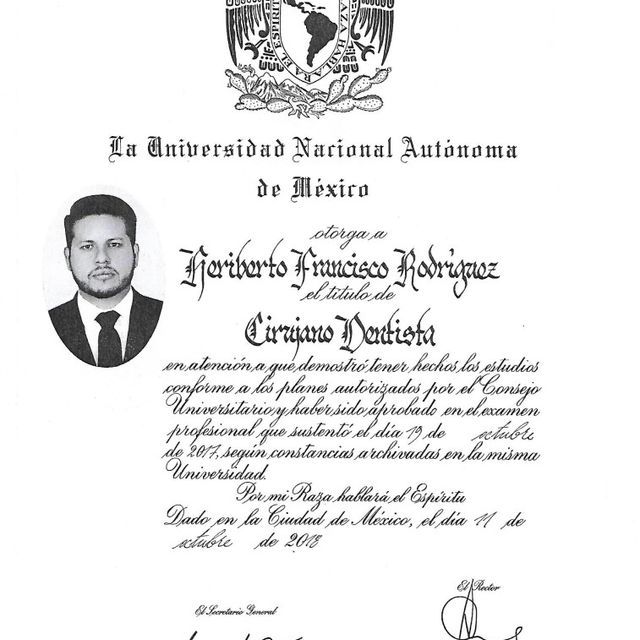 ESPIRIT
RAZA HABLARA EL
La Universidad Nacional Autónoma
de México
otorga a
Heriberto Francisco Rodríguez
el título de
Cirujano Dentista
en atención a que demostró tener hechos los estudios
conforme a los planes autorizados por el Consejo
Universitario y haber sido aprobado en el examen
profesional que sustentó el día 19 de octubre
de 2017, según constancias archivadas en la misma
Universidad.
Por mi Raza hablará el Espíritu
Dado en la Ciudad de México, el día 11 de
octubre de 2018
El Rector
El Secretario General